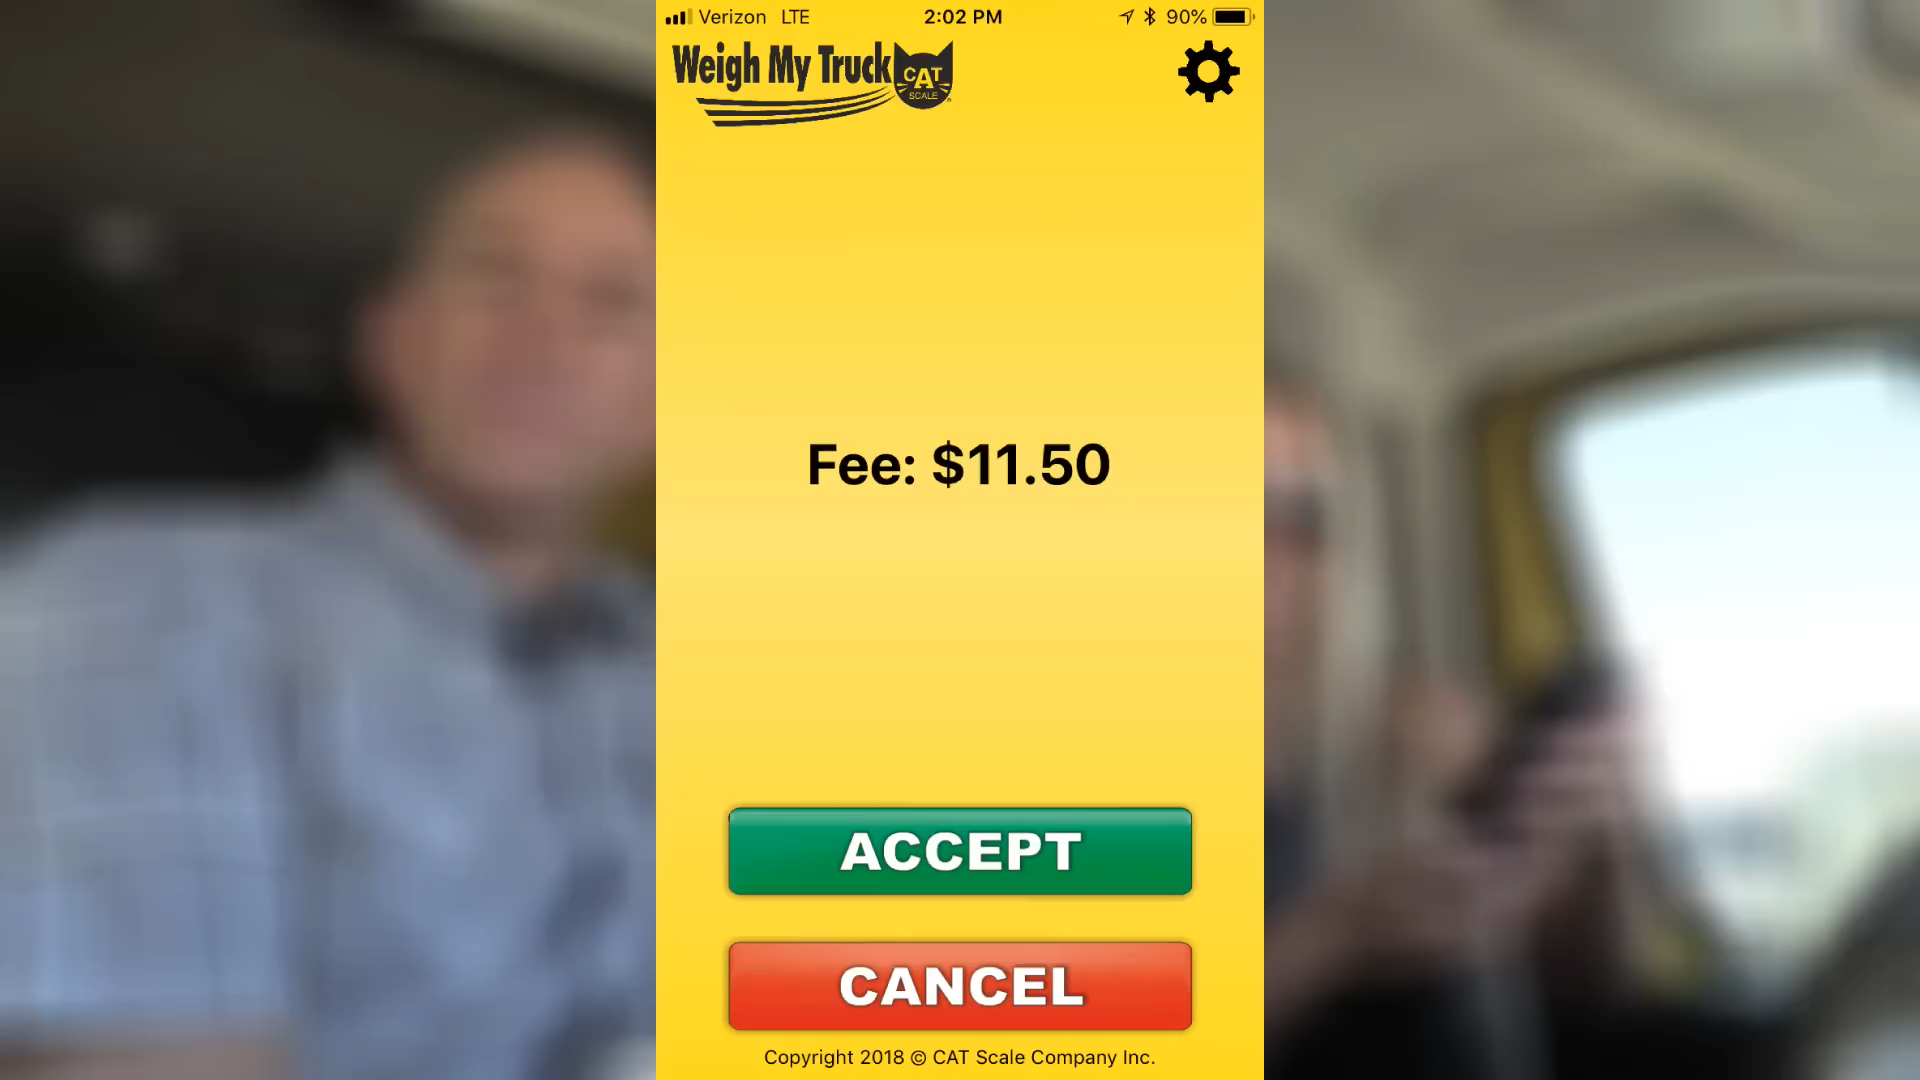 Verizon LTE 2:02 PM 90%
Weigh My Truck CAT SCALE
Fee: $11.50
ACCEPT
CANCEL
Copyright 2018 © CAT Scale Company Inc.